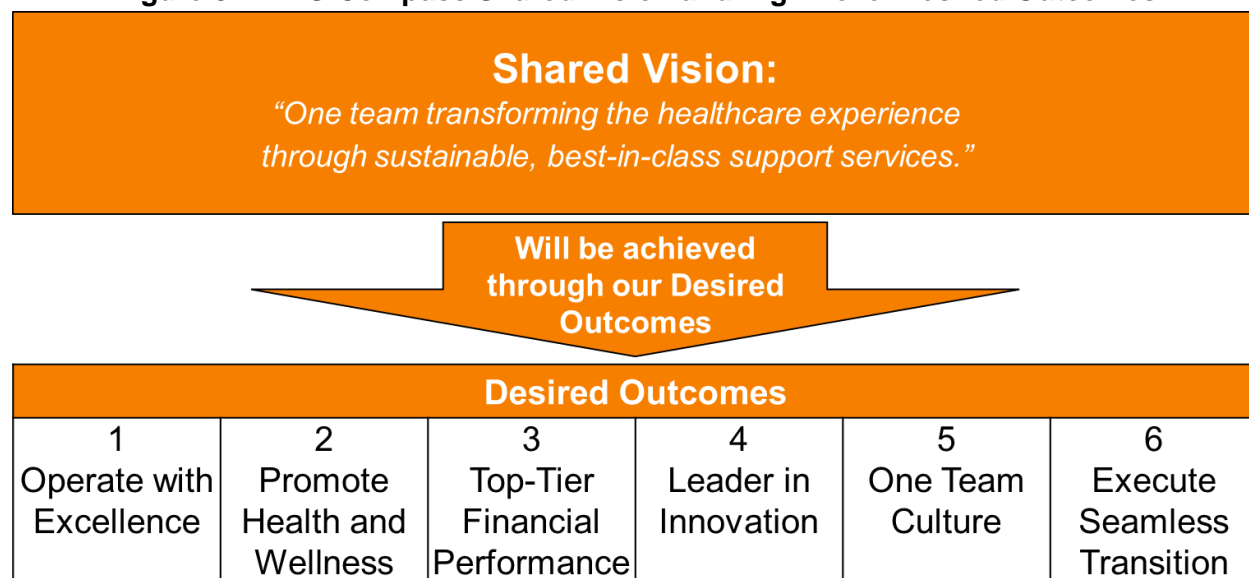 Shared Vision:
“One team transforming the healthcare experience
through sustainable, best-in-class support services.”
Will be achieved
through our Desired
Outcomes
Desired Outcomes
1
Operate with
Excellence
2
Promote
Health and
Wellness
3
Top-Tier
Financial
Performance
4
Leader in
Innovation
5
One Team
Culture
6
Execute
Seamless
Transition